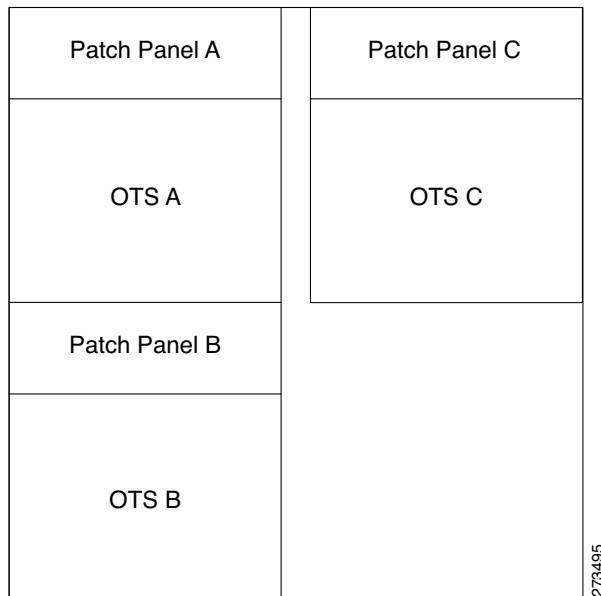 Patch Panel A
Patch Panel C
OTS A
OTS C
Patch Panel B
OTS B
273495